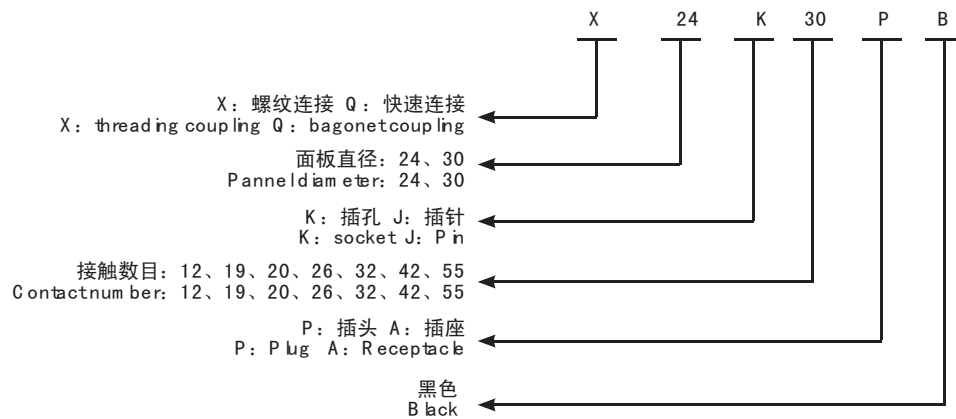 X 24 K 30 P B
X：螺纹连接 Q：快速连接
X：threading coupling Q：bagonetcoupling
面板直径：24、30
Panneldiameter：24、30
K：插孔 J：插针
K：socket J：Pin
接触数目：12、19、20、26、32、42、55
Contactnumber：12、19、20、26、32、42、55
P：插头 A：插座
P：Plug A：Receptacle
黑色
Black